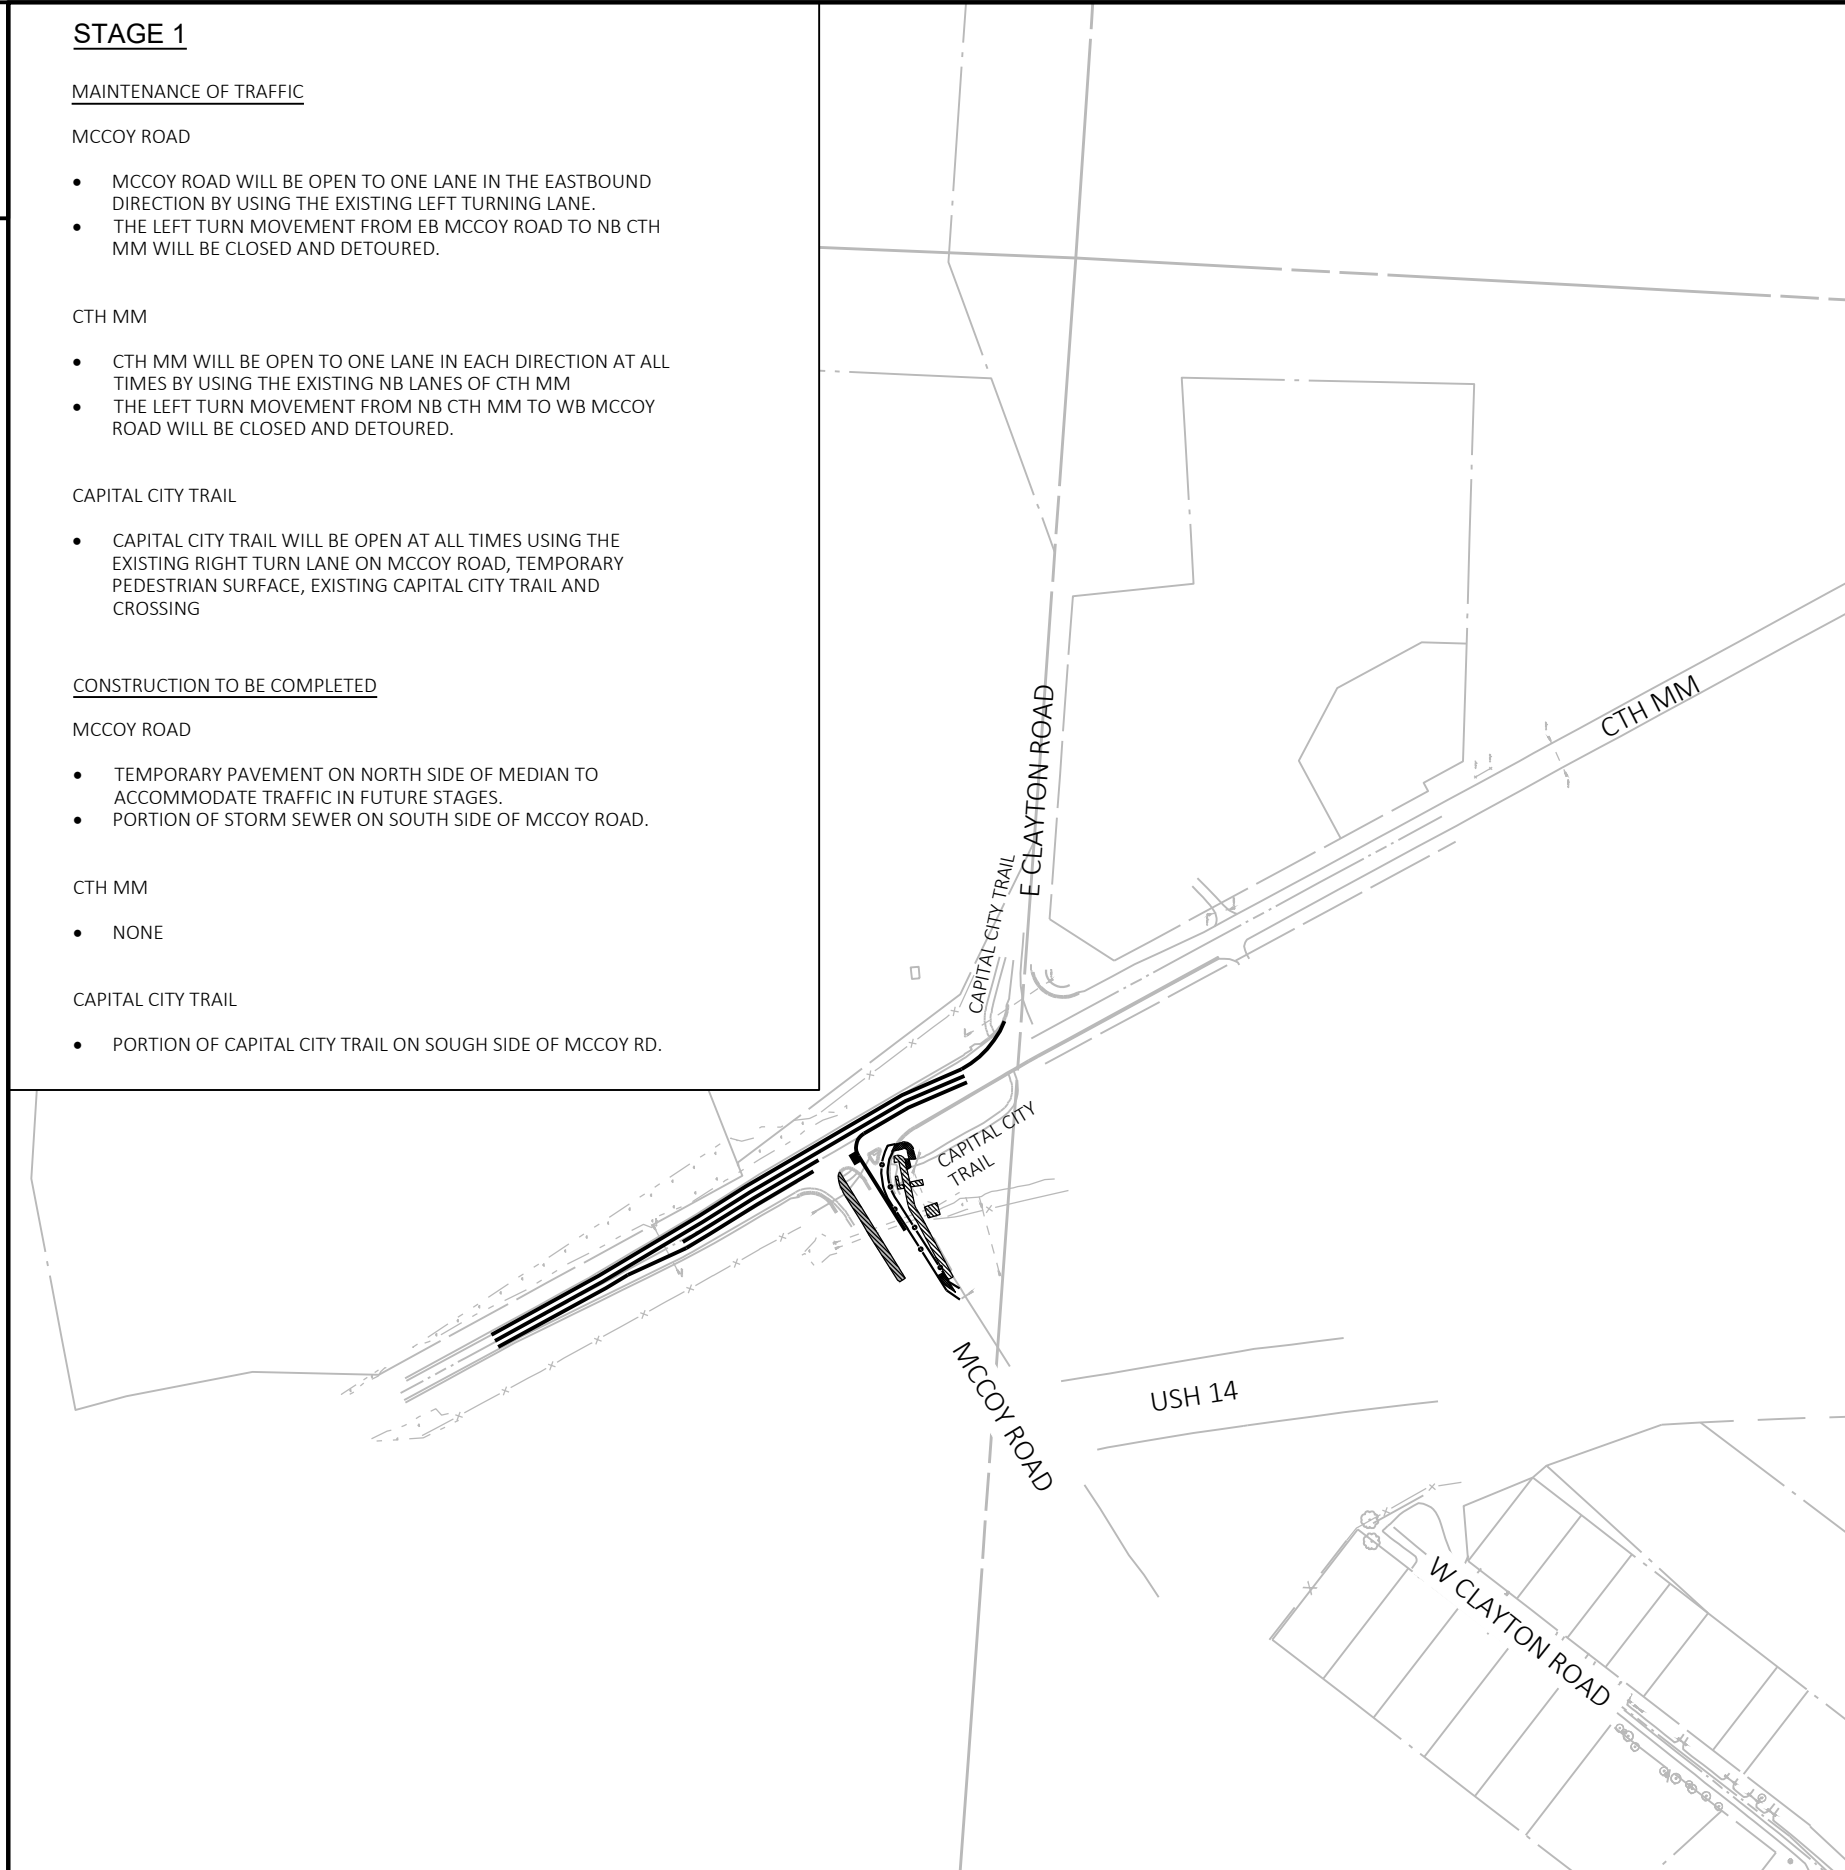 STAGE 1
MAINTENANCE OF TRAFFIC
MCCOY ROAD
• MCCOY ROAD WILL BE OPEN TO ONE LANE IN THE EASTBOUND
DIRECTION BY USING THE EXISTING LEFT TURNING LANE.
• THE LEFT TURN MOVEMENT FROM EB MCCOY ROAD TO NB CTH
MM WILL BE CLOSED AND DETOURED.
CTH MM
• CTH MM WILL BE OPEN TO ONE LANE IN EACH DIRECTION AT ALL
TIMES BY USING THE EXISTING NB LANES OF CTH MM
• THE LEFT TURN MOVEMENT FROM NB CTH MM TO WB MCCOY
ROAD WILL BE CLOSED AND DETOURED.
CAPITAL CITY TRAIL
• CAPITAL CITY TRAIL WILL BE OPEN AT ALL TIMES USING THE
EXISTING RIGHT TURN LANE ON MCCOY ROAD, TEMPORARY
PEDESTRIAN SURFACE, EXISTING CAPITAL CITY TRAIL AND
CROSSING
CONSTRUCTION TO BE COMPLETED
MCCOY ROAD
• TEMPORARY PAVEMENT ON NORTH SIDE OF MEDIAN TO
ACCOMMODATE TRAFFIC IN FUTURE STAGES.
• PORTION OF STORM SEWER ON SOUTH SIDE OF MCCOY ROAD.
CTH MM
• NONE
CAPITAL CITY TRAIL
• PORTION OF CAPITAL CITY TRAIL ON SOUGH SIDE OF MCCOY RD.
CTH MM
E CLAYTON ROAD
CAPITAL CITY TRAIL
CAPITAL CITY
TRAIL
MCCOY ROAD
USH 14
W CLAYTON ROAD